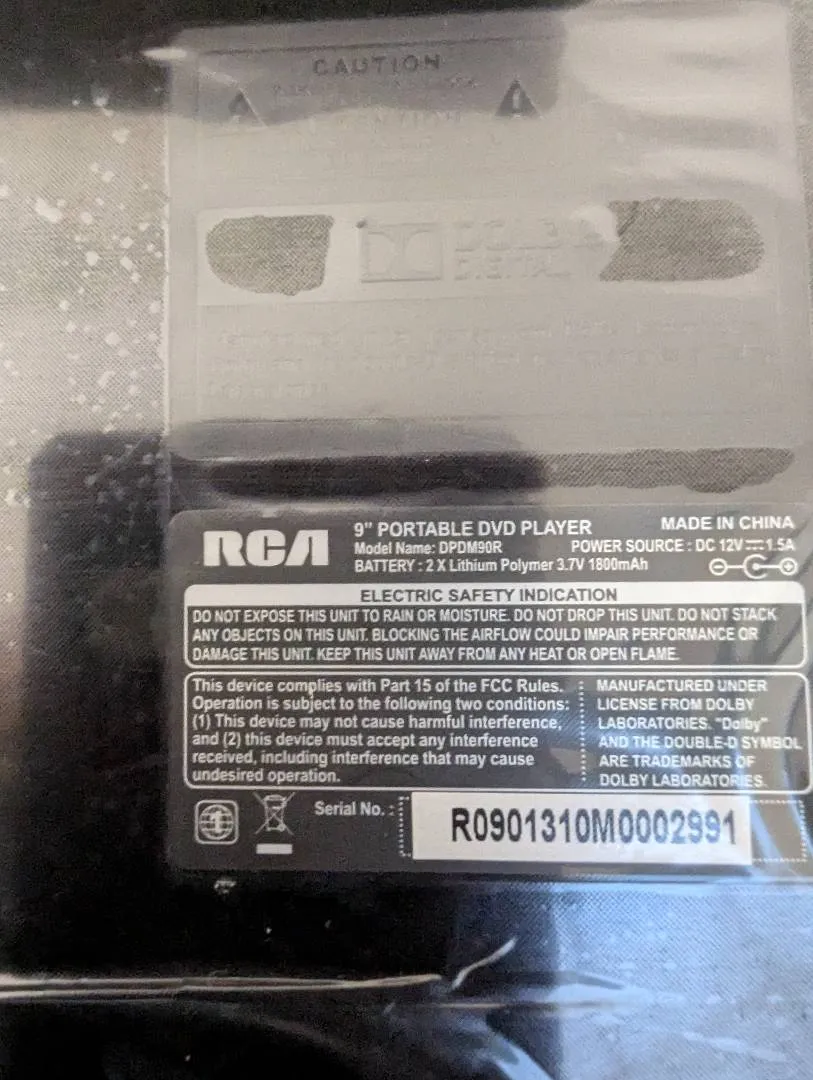 CAUTION
CAUTION
DOLBY
DIGITAL
RCA
9" PORTABLE DVD PLAYER
MADE IN CHINA
Model Name: DPDM90R
POWER SOURCE : DC 12V⎓1.5A
BATTERY : 2 X Lithium Polymer 3.7V 1800mAh
ELECTRIC SAFETY INDICATION
DO NOT EXPOSE THIS UNIT TO RAIN OR MOISTURE. DO NOT DROP THIS UNIT. DO NOT STACK
ANY OBJECTS ON THIS UNIT. BLOCKING THE AIRFLOW COULD IMPAIR PERFORMANCE OR
DAMAGE THIS UNIT. KEEP THIS UNIT AWAY FROM ANY HEAT OR OPEN FLAME.
This device complies with Part 15 of the FCC Rules.
Operation is subject to the following two conditions:
(1) This device may not cause harmful interference,
and (2) this device must accept any interference
received, including interference that may cause
undesired operation.
MANUFACTURED UNDER
LICENSE FROM DOLBY
LABORATORIES. "Dolby"
AND THE DOUBLE-D SYMBOL
ARE TRADEMARKS OF
DOLBY LABORATORIES.
Serial No. :
R0901310M0002991